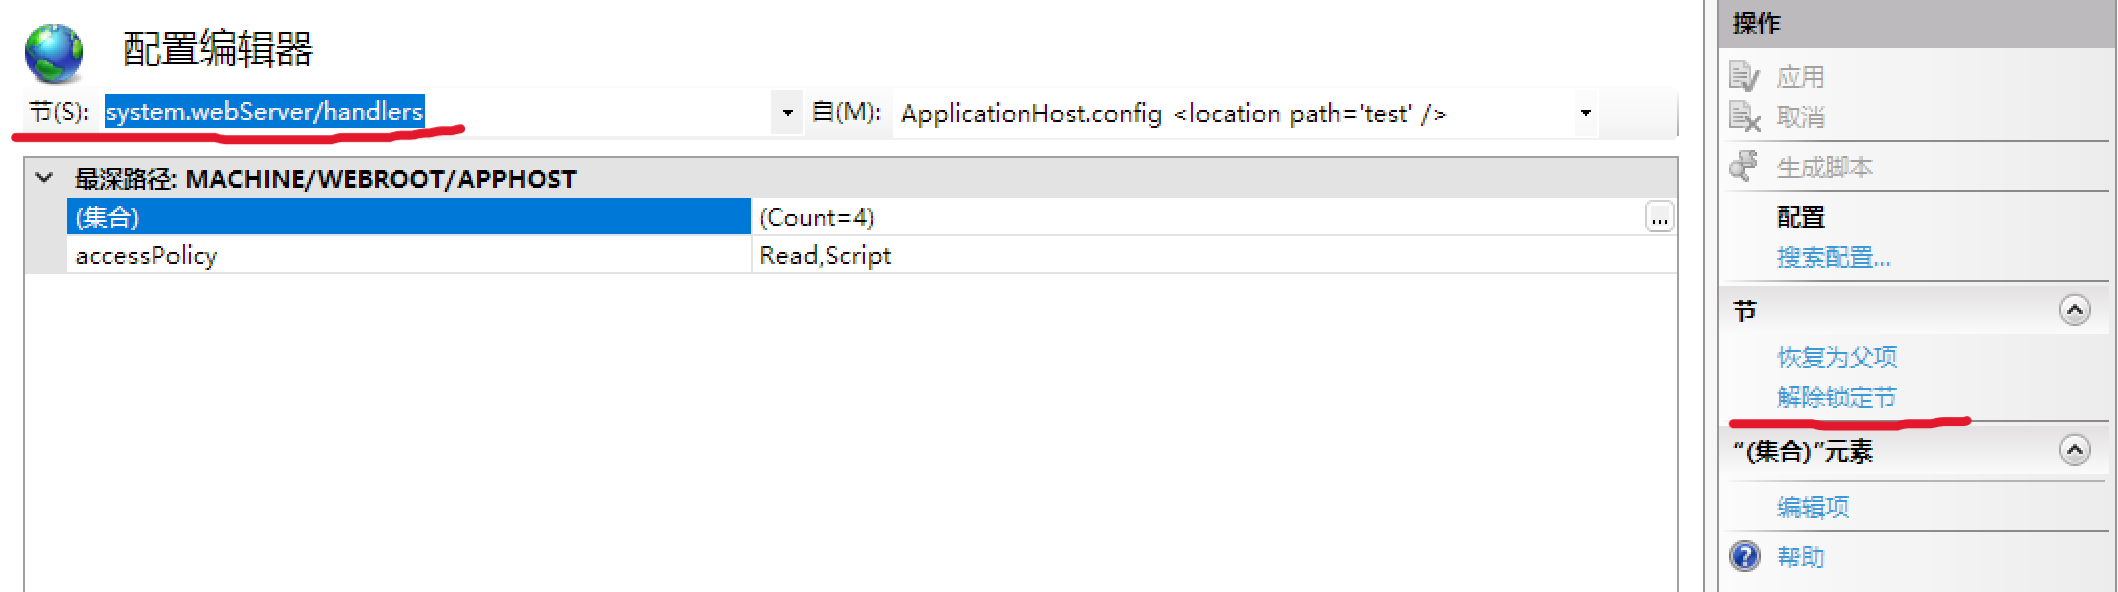 配置编辑器
节(S): system.webServer/handlers 自(M): ApplicationHost.config <location path='test' />
最深路径: MACHINE/WEBROOT/APPHOST
(集合) (Count=4) ...
accessPolicy Read,Script
操作
应用
取消
生成脚本
配置
搜索配置...
节
恢复为父项
解除锁定节
“(集合)”元素
编辑项
帮助